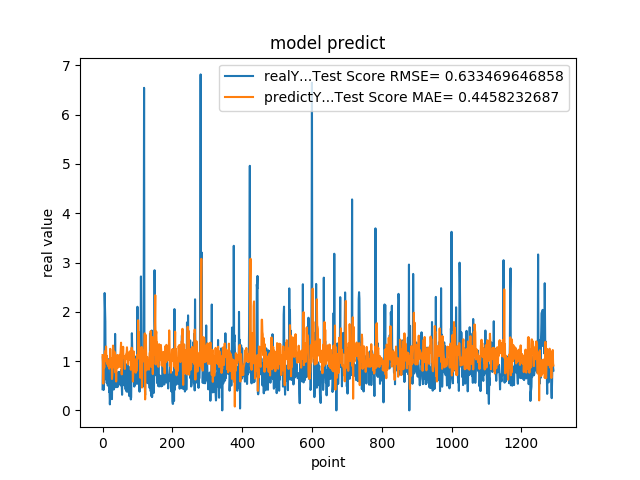 model predict
realY...Test Score RMSE= 0.633469646858
predictY...Test Score MAE= 0.4458232687
7
6
5
4
3
2
1
0
real value
0 200 400 600 800 1000 1200
point